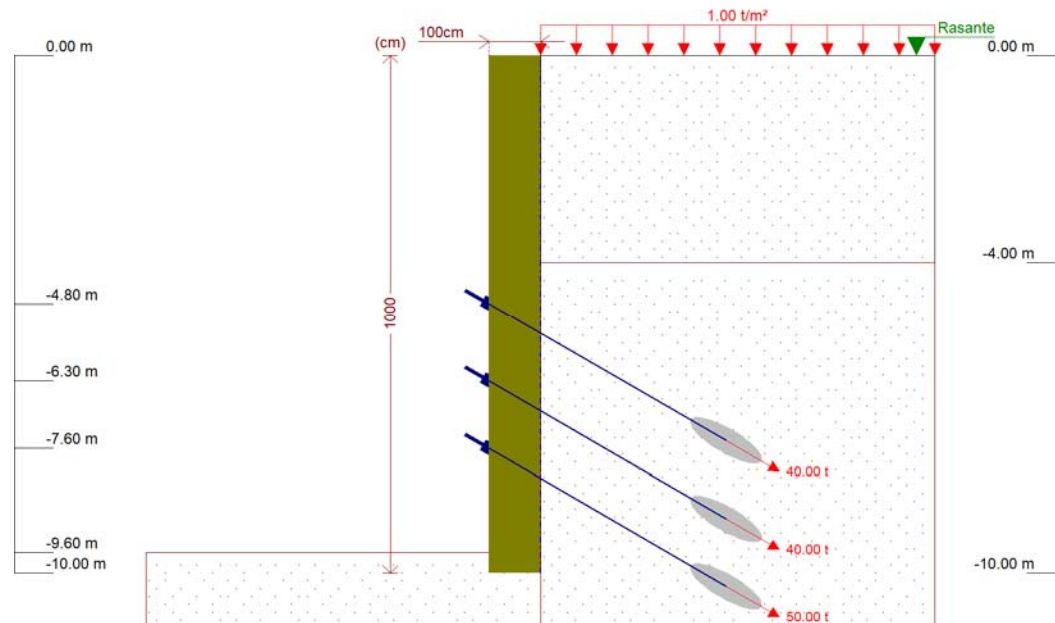 1.00 t/m²
Rasante
(cm)
100cm
0.00 m
0.00 m
-4.00 m
-4.80 m
1000
-6.30 m
-7.60 m
40.00 t
40.00 t
-9.60 m
-10.00 m
-10.00 m
50.00 t